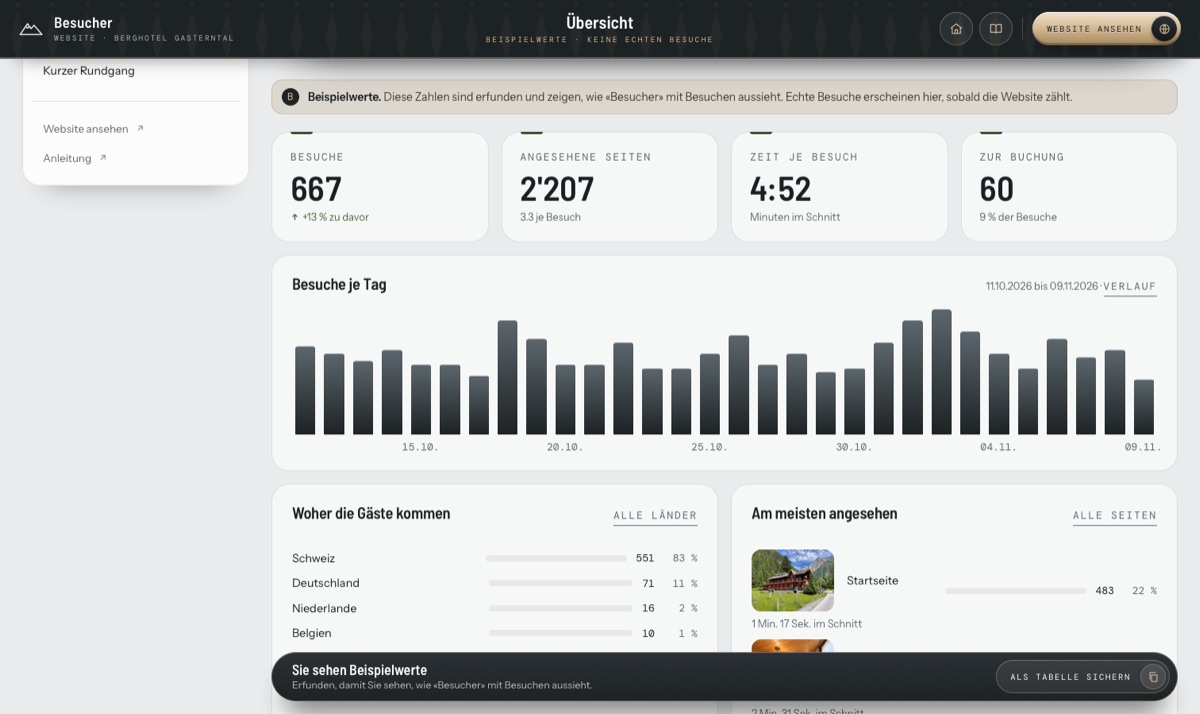 Besucher
WEBSITE · BERGHOTEL GASTERNTAL
Übersicht
BEISPIELWERTE · KEINE ECHTEN BESUCHE
WEBSITE ANSEHEN
Kurzer Rundgang
Website ansehen ↗
Anleitung ↗
B Beispielwerte. Diese Zahlen sind erfunden und zeigen, wie «Besucher» mit Besuchen aussieht. Echte Besuche erscheinen hier, sobald die Website zählt.
BESUCHE
667
↑ +13 % zu davor
ANGESEHENE SEITEN
2'207
3.3 je Besuch
ZEIT JE BESUCH
4:52
Minuten im Schnitt
ZUR BUCHUNG
60
9 % der Besuche
Besuche je Tag
11.10.2026 bis 09.11.2026 · VERLAUF
15.10. 20.10. 25.10. 30.10. 04.11. 09.11.
Woher die Gäste kommen
ALLE LÄNDER
Schweiz 551 83 %
Deutschland 71 11 %
Niederlande 16 2 %
Belgien 10 1 %
Am meisten angesehen
ALLE SEITEN
Startseite 483 22 %
1 Min. 17 Sek. im Schnitt
Sie sehen Beispielwerte
Erfunden, damit Sie sehen, wie «Besucher» mit Besuchen aussieht.
ALS TABELLE SICHERN
2 Min. 31 Sek. im Schnitt